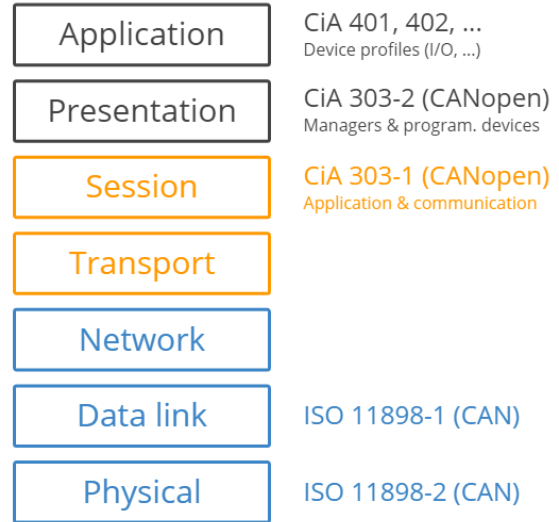 Application
CiA 401, 402, ...
Device profiles (I/O, ...)
Presentation
CiA 303-2 (CANopen)
Managers & program. devices
Session
CiA 303-1 (CANopen)
Application & communication
Transport
Network
Data link
ISO 11898-1 (CAN)
Physical
ISO 11898-2 (CAN)